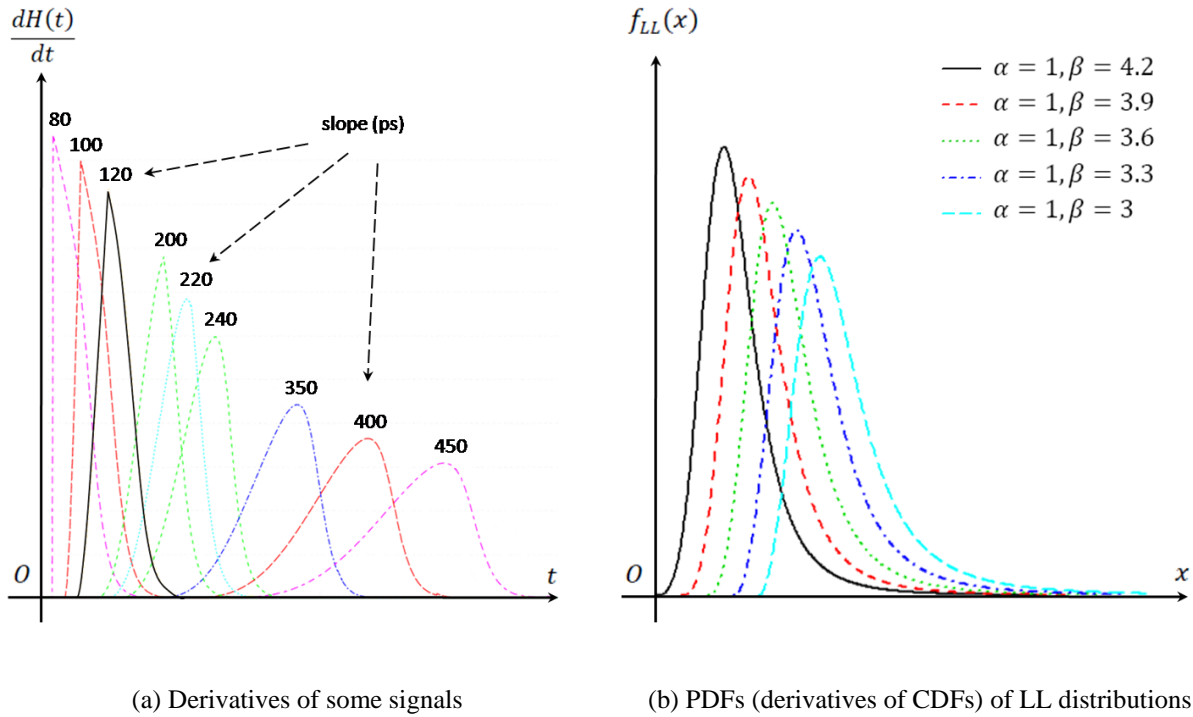 dH(t)
dt
80
100
120
slope (ps)
200
220
240
350
400
450
O
t
f_{LL}(x)
α = 1, β = 4.2
α = 1, β = 3.9
α = 1, β = 3.6
α = 1, β = 3.3
α = 1, β = 3
O
x
(a) Derivatives of some signals
(b) PDFs (derivatives of CDFs) of LL distributions